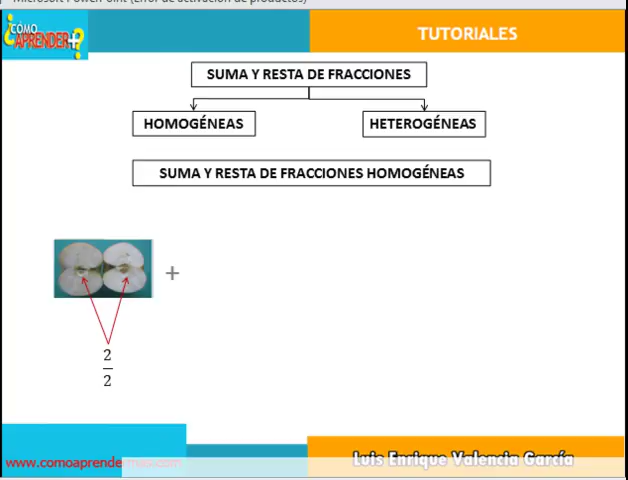 Microsoft PowerPoint (Error de activación de productos)
¿CÓMO
APRENDER+?
TUTORIALES
SUMA Y RESTA DE FRACCIONES
HOMOGÉNEAS
HETEROGÉNEAS
SUMA Y RESTA DE FRACCIONES HOMOGÉNEAS
+
2
2
www.comoaprendermas.com
Luis Enrique Valencia García